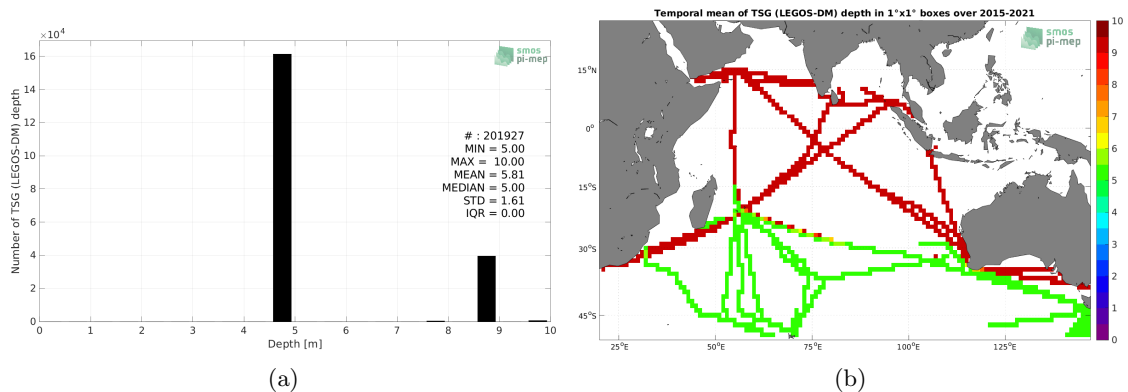 ×10⁴
16
14
12
10
8
6
4
2
0
Number of TSG (LEGOS-DM) depth
0 1 2 3 4 5 6 7 8 9 10
Depth [m]
smos
pi-mep
# : 201927
MIN = 5.00
MAX = 10.00
MEAN = 5.81
MEDIAN = 5.00
STD = 1.61
IQR = 0.00
(a)
Temporal mean of TSG (LEGOS-DM) depth in 1°x1° boxes over 2015-2021
smos
pi-mep
15°N
0°
15°S
30°S
45°S
25°E 50°E 75°E 100°E 125°E
10
9
8
7
6
5
4
3
2
1
0
(b)